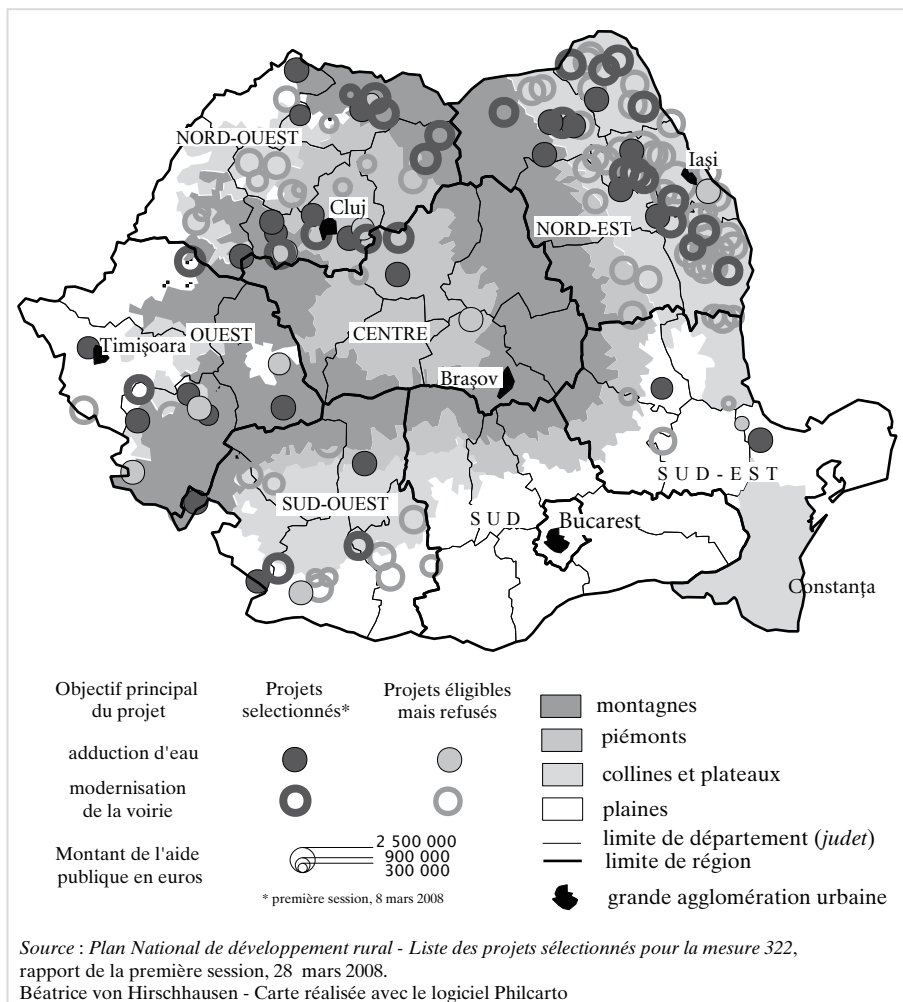 NORD-OUEST
Iaşi
Cluj
NORD-EST
Timişoara
OUEST
CENTRE
Braşov
SUD-EST
SUD-OUEST
SUD
Bucarest
Constanţa
Objectif principal
du projet
Projets
selectionnés*
Projets éligibles
mais refusés
adduction d'eau
modernisation
de la voirie
Montant de l'aide
publique en euros
2 500 000
900 000
300 000
* première session, 8 mars 2008
montagnes
piémonts
collines et plateaux
plaines
limite de département (judet)
limite de région
grande agglomération urbaine
Source : Plan National de développement rural - Liste des projets sélectionnés pour la mesure 322,
rapport de la première session, 28 mars 2008.
Béatrice von Hirschhausen - Carte réalisée avec le logiciel Philcarto